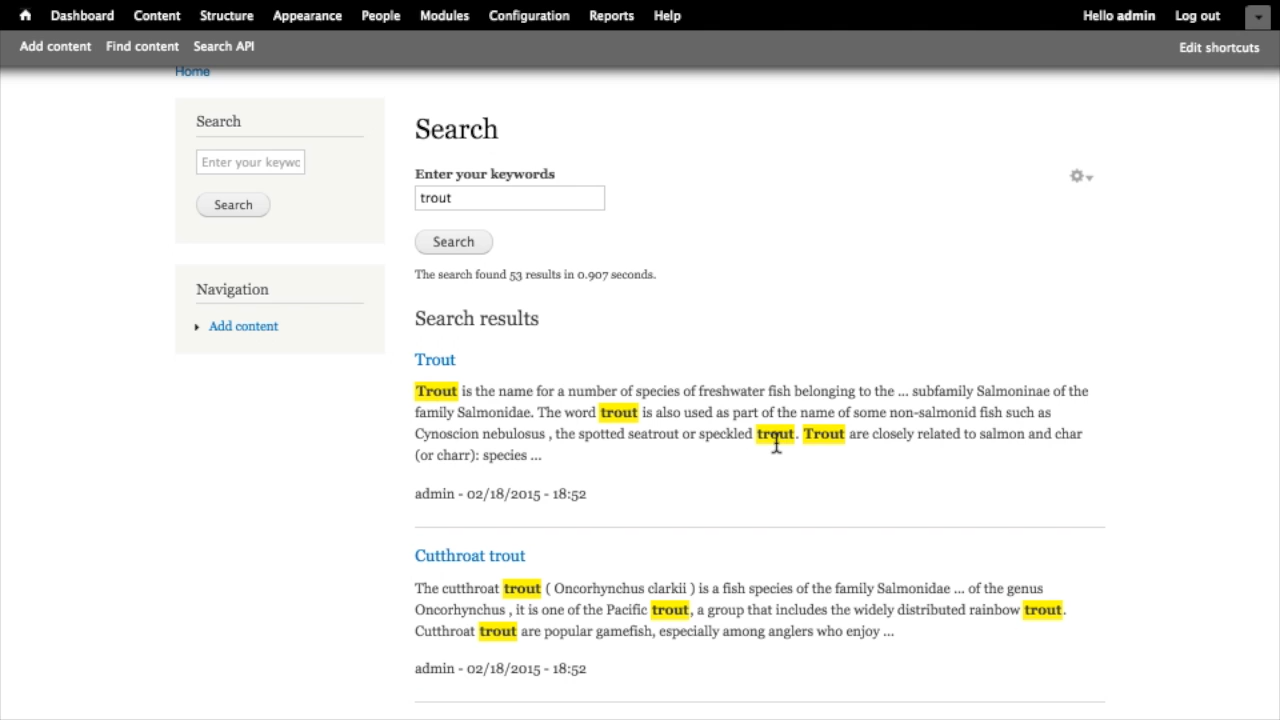 Dashboard Content Structure Appearance People Modules Configuration Reports Help Hello admin Log out
Add content Find content Search API Edit shortcuts
Home
Search
Enter your keywc
Search
Navigation
Add content
Search
Enter your keywords
trout
Search
The search found 53 results in 0.907 seconds.
Search results
Trout
Trout is the name for a number of species of freshwater fish belonging to the ... subfamily Salmoninae of the
family Salmonidae. The word trout is also used as part of the name of some non-salmonid fish such as
Cynoscion nebulosus , the spotted seatrout or speckled trout. Trout are closely related to salmon and char
(or charr): species ...
admin - 02/18/2015 - 18:52
Cutthroat trout
The cutthroat trout ( Oncorhynchus clarkii ) is a fish species of the family Salmonidae ... of the genus
Oncorhynchus , it is one of the Pacific trout, a group that includes the widely distributed rainbow trout.
Cutthroat trout are popular gamefish, especially among anglers who enjoy ...
admin - 02/18/2015 - 18:52